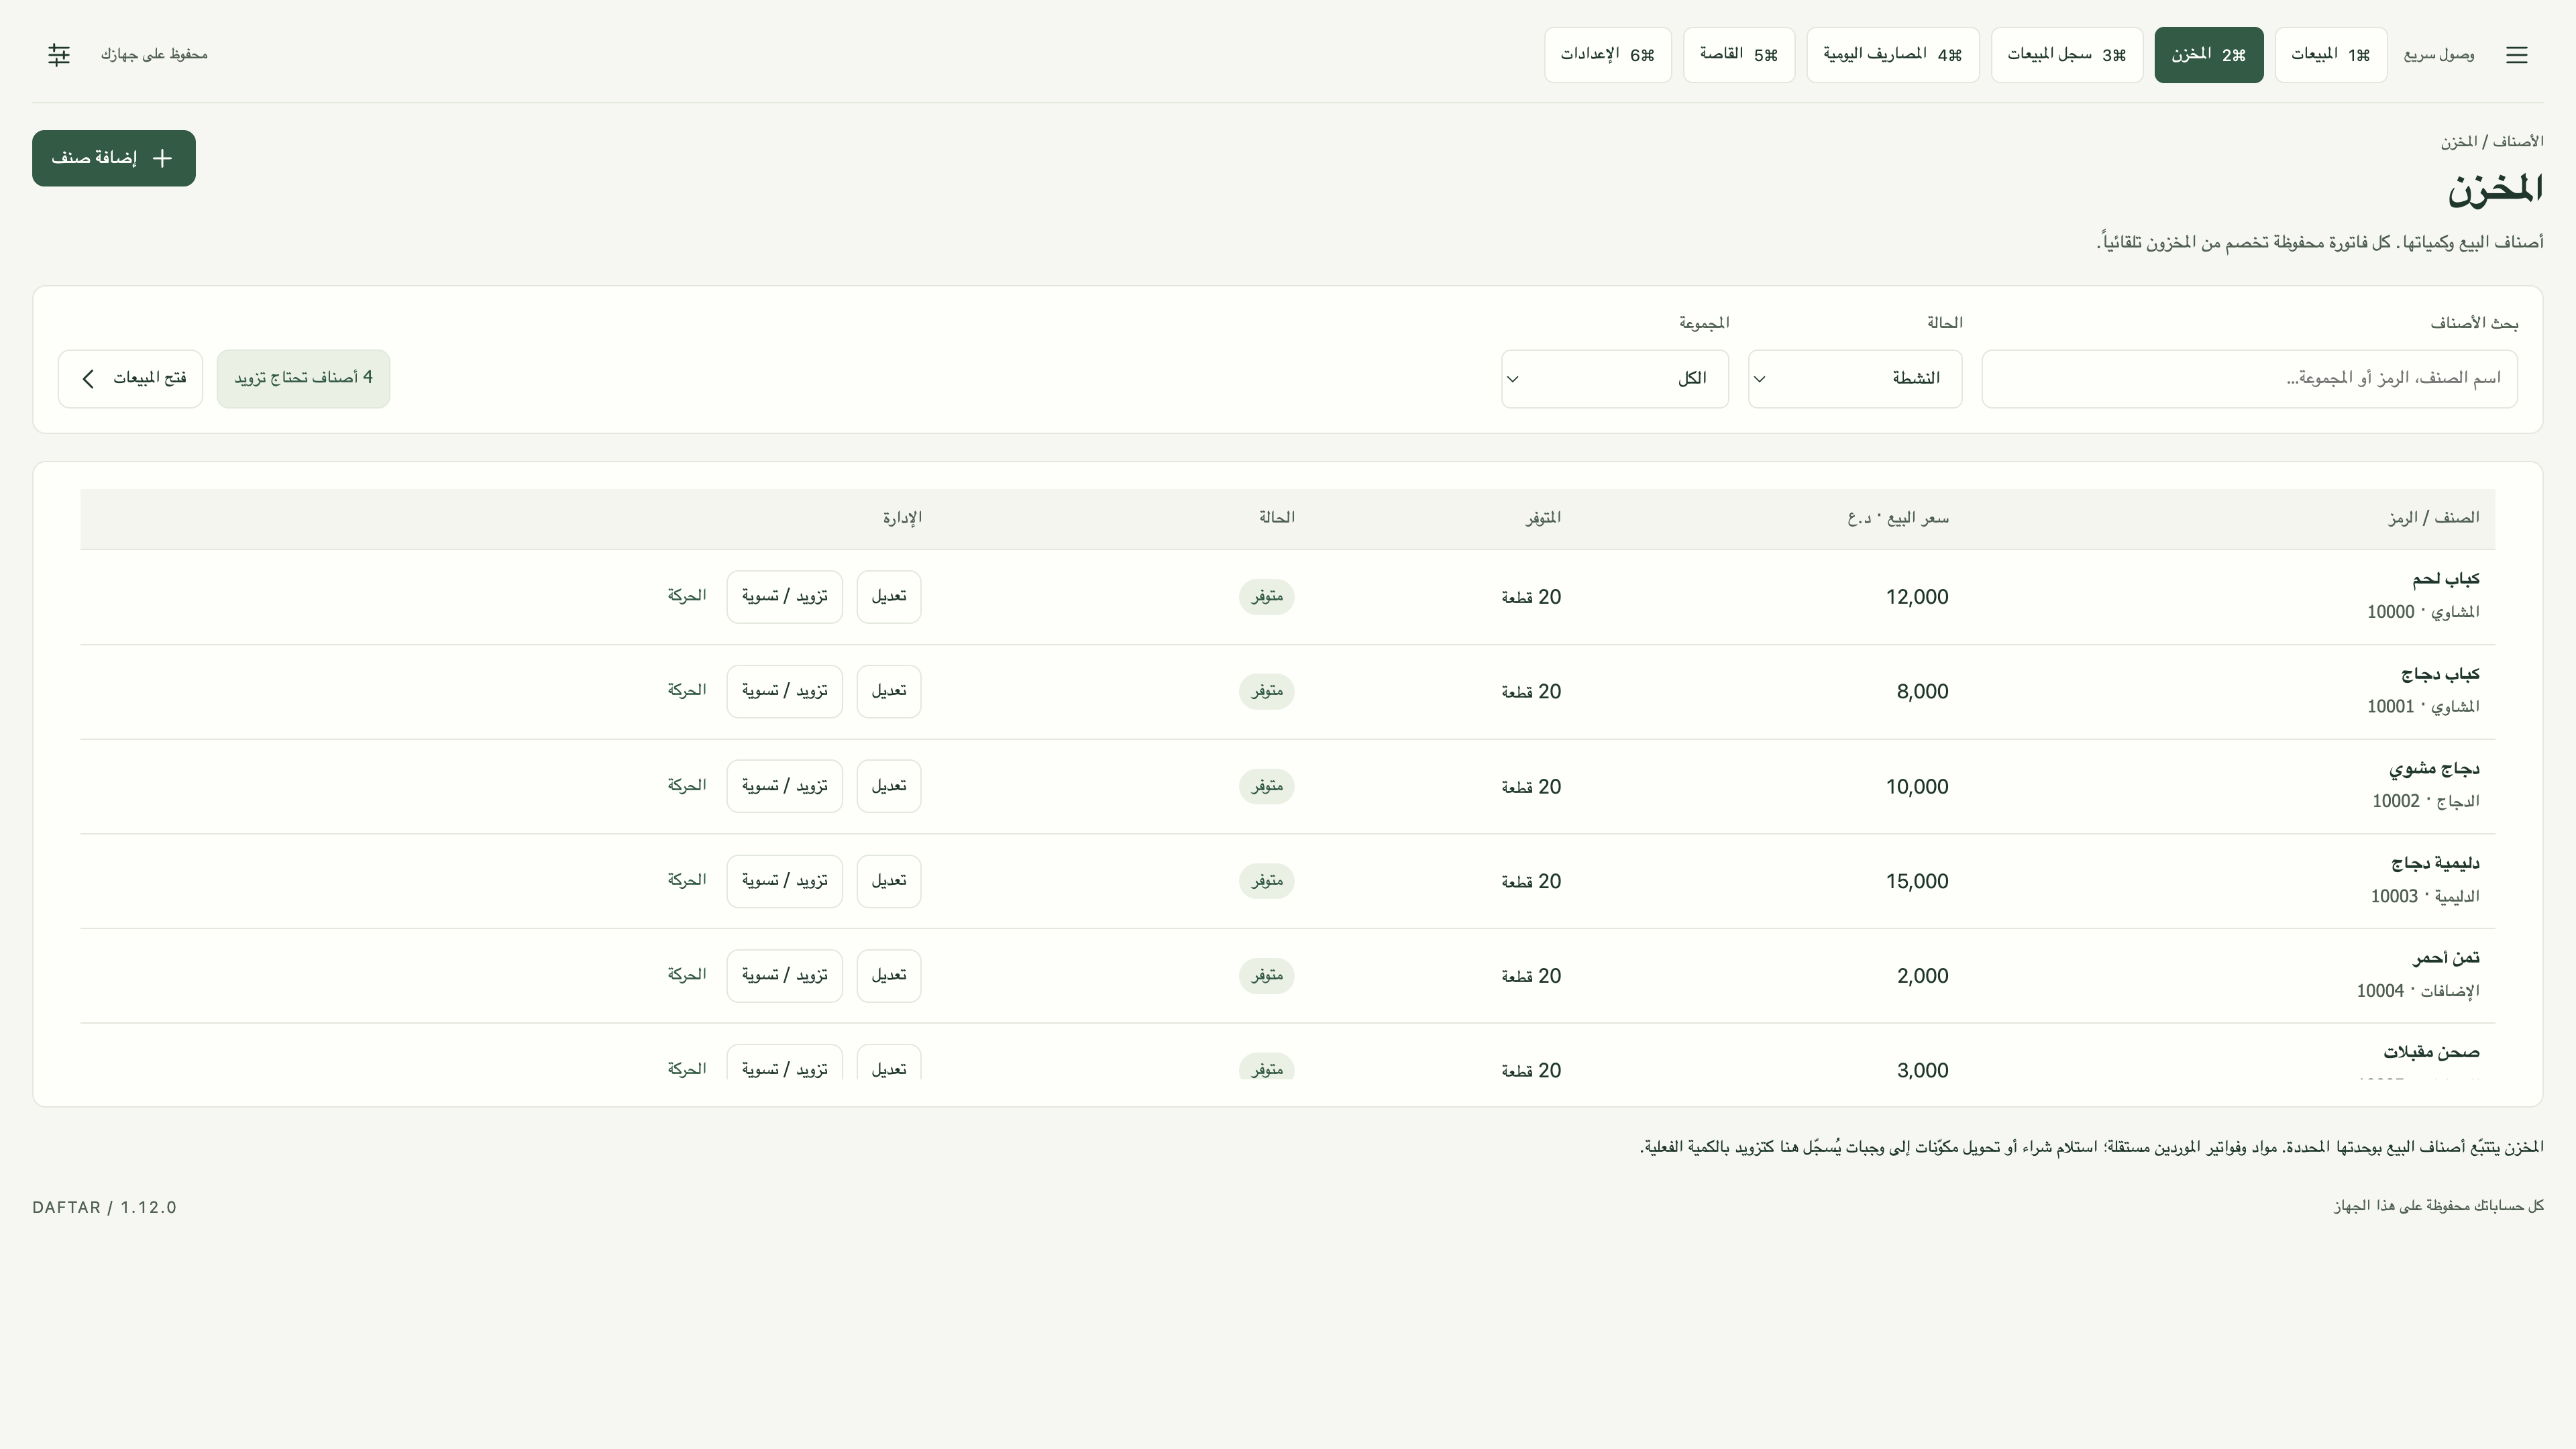 وصول سريع
⌘1 المبيعات
⌘2 المخزن
⌘3 سجل المبيعات
⌘4 المصاريف اليومية
⌘5 القاصة
⌘6 الإعدادات
محفوظ على جهازك
الأصناف / المخزن
المخزن
أصناف البيع وكمياتها. كل فاتورة محفوظة تخصم من المخزون تلقائياً.
إضافة صنف
بحث الأصناف
اسم الصنف، الرمز أو المجموعة...
الحالة
النشطة
المجموعة
الكل
4 أصناف تحتاج تزويد
فتح المبيعات
الصنف / الرمز سعر البيع · د.ع المتوفر الحالة الإدارة
كباب لحم
المشاوي · 10000
12,000 20 قطعة متوفر تعديل تزويد / تسوية الحركة
كباب دجاج
المشاوي · 10001
8,000 20 قطعة متوفر تعديل تزويد / تسوية الحركة
دجاج مشوي
الدجاج · 10002
10,000 20 قطعة متوفر تعديل تزويد / تسوية الحركة
دليمية دجاج
الدليمية · 10003
15,000 20 قطعة متوفر تعديل تزويد / تسوية الحركة
تمن أحمر
الإضافات · 10004
2,000 20 قطعة متوفر تعديل تزويد / تسوية الحركة
صحن مقبلات
3,000 20 قطعة متوفر تعديل تزويد / تسوية الحركة
المخزن يتتبّع أصناف البيع بوحدتها المحددة. مواد وفواتير الموردين مستقلة؛ استلام شراء أو تحويل مكوّنات إلى وجبات يُسجّل هنا كتزويد بالكمية الفعلية.
كل حساباتك محفوظة على هذا الجهاز
DAFTAR / 1.12.0